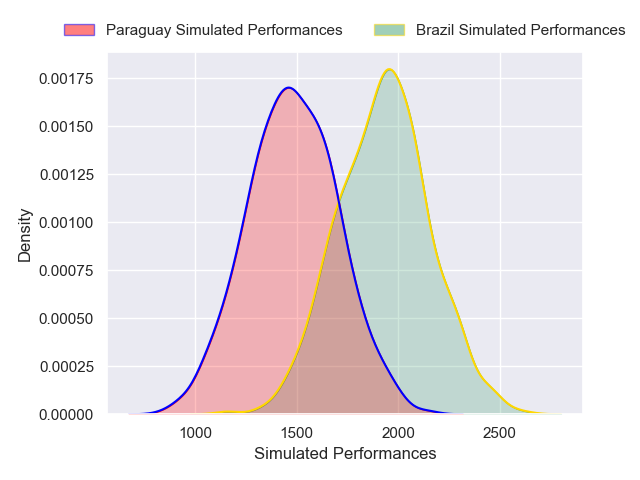 Paraguay Simulated Performances Brazil Simulated Performances
0.00175
0.00150
0.00125
0.00100
0.00075
0.00050
0.00025
0.00000
Density
1000 1500 2000 2500
Simulated Performances